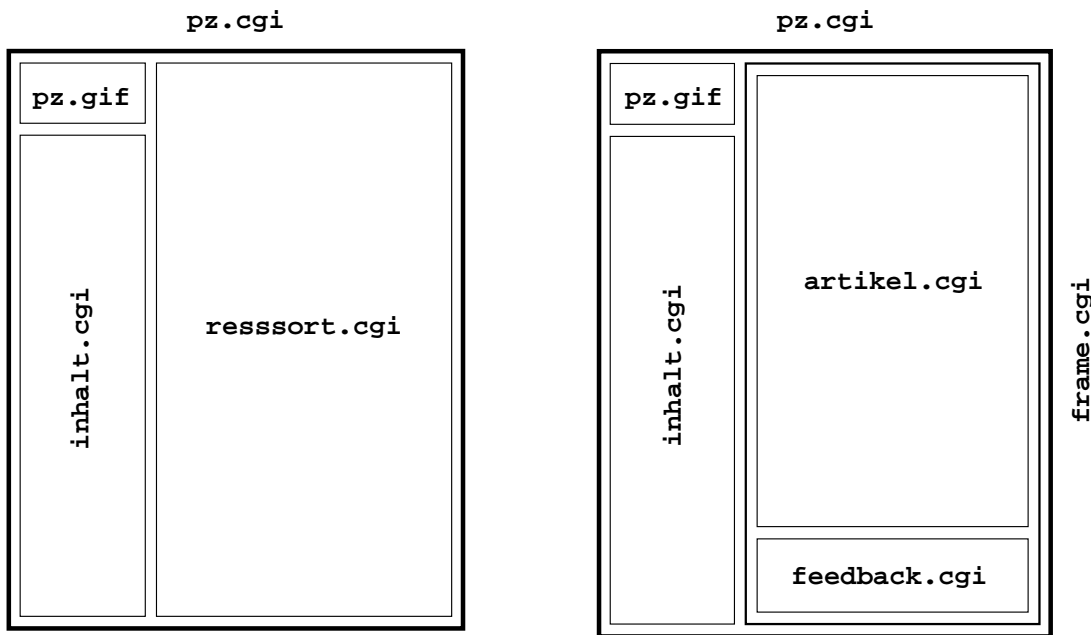 pz.cgi
pz.gif
inhalt.cgi
resssort.cgi
pz.cgi
pz.gif
inhalt.cgi
artikel.cgi
feedback.cgi
frame.cgi